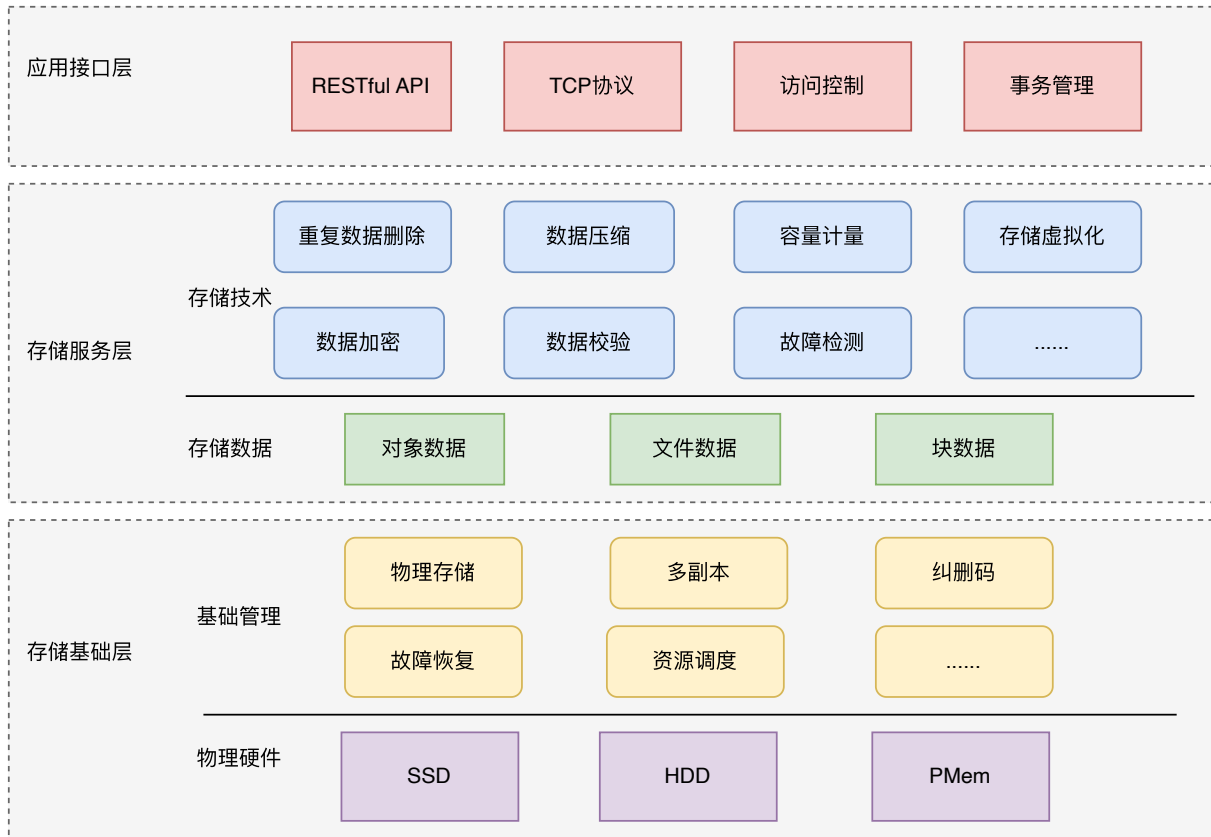 应用接口层
RESTful API
TCP协议
访问控制
事务管理
存储服务层
存储技术
重复数据删除
数据压缩
容量计量
存储虚拟化
数据加密
数据校验
故障检测
......
存储数据
对象数据
文件数据
块数据
存储基础层
基础管理
物理存储
多副本
纠删码
故障恢复
资源调度
......
物理硬件
SSD
HDD
PMem